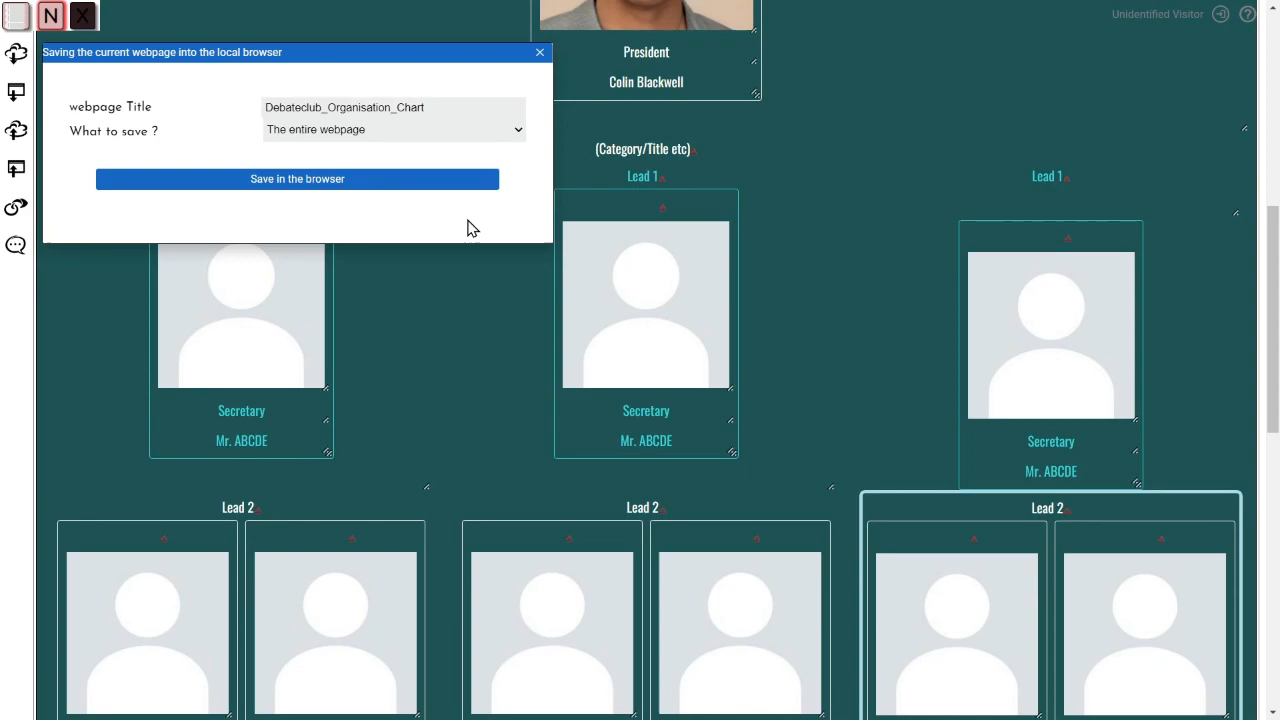 N X
Unidentified Visitor
Saving the current webpage into the local browser
webpage Title
Debateclub_Organisation_Chart
What to save ?
The entire webpage
Save in the browser
President
Colin Blackwell
(Category/Title etc)
Lead 1
Lead 1
Secretary
Mr. ABCDE
Secretary
Mr. ABCDE
Secretary
Mr. ABCDE
Lead 2
Lead 2
Lead 2